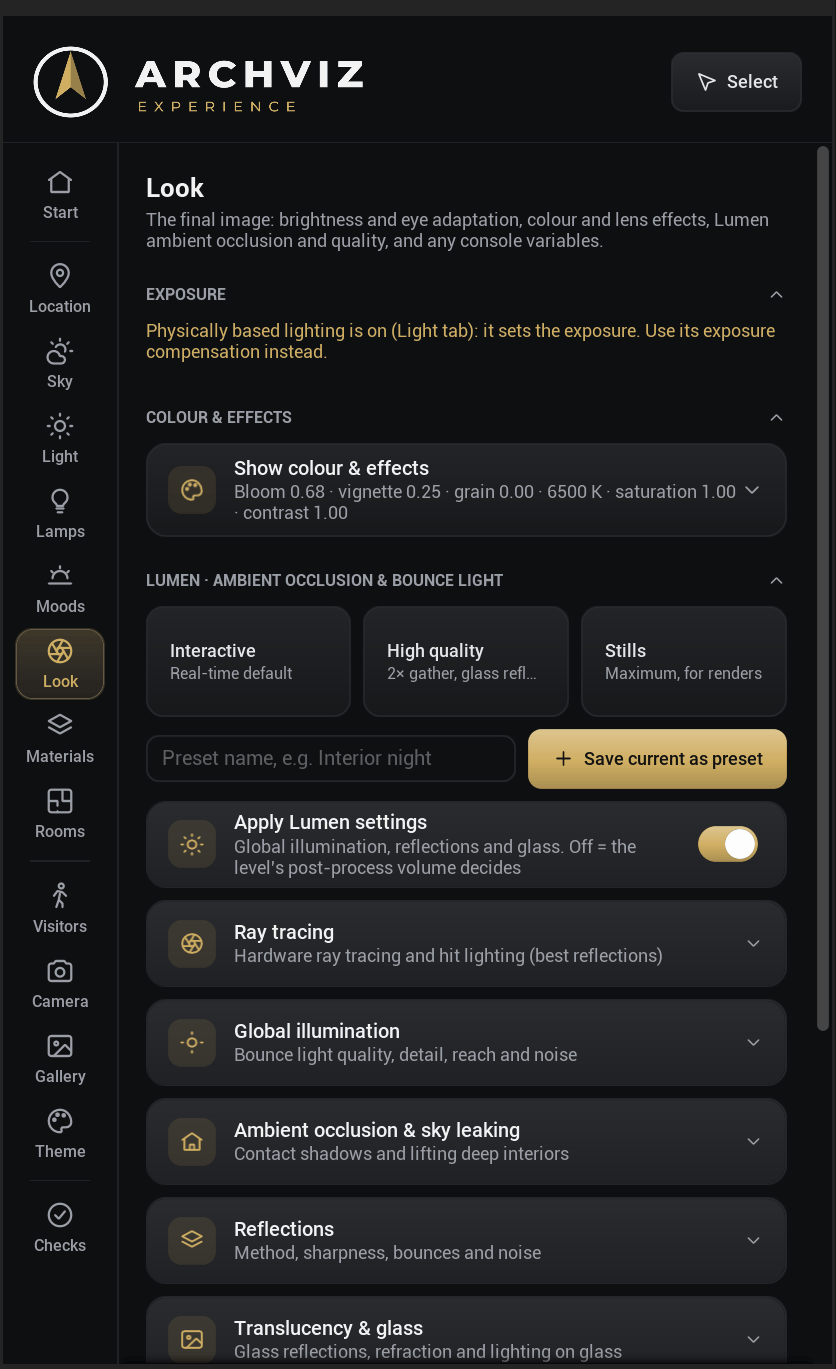 ARCHVIZ
EXPERIENCE
Select
Start
Location
Sky
Light
Lamps
Moods
Look
Materials
Rooms
Visitors
Camera
Gallery
Theme
Checks
Look
The final image: brightness and eye adaptation, colour and lens effects, Lumen
ambient occlusion and quality, and any console variables.
EXPOSURE
Physically based lighting is on (Light tab): it sets the exposure. Use its exposure
compensation instead.
COLOUR & EFFECTS
Show colour & effects
Bloom 0.68 · vignette 0.25 · grain 0.00 · 6500 K · saturation 1.00
· contrast 1.00
LUMEN · AMBIENT OCCLUSION & BOUNCE LIGHT
Interactive
Real-time default
High quality
2× gather, glass refl...
Stills
Maximum, for renders
Preset name, e.g. Interior night
Save current as preset
Apply Lumen settings
Global illumination, reflections and glass. Off = the
level's post-process volume decides
Ray tracing
Hardware ray tracing and hit lighting (best reflections)
Global illumination
Bounce light quality, detail, reach and noise
Ambient occlusion & sky leaking
Contact shadows and lifting deep interiors
Reflections
Method, sharpness, bounces and noise
Translucency & glass
Glass reflections, refraction and lighting on glass